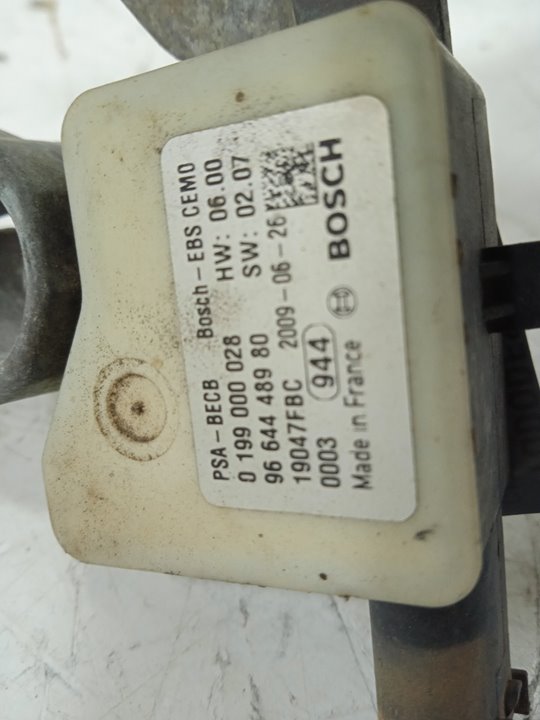 PSA-BECB Bosch-EBS CEMO
0 199 000 028 HW: 06.00
96 644 489 80 SW: 02.07
19047FBC 2009-06-26
0003 944
Made in France BOSCH